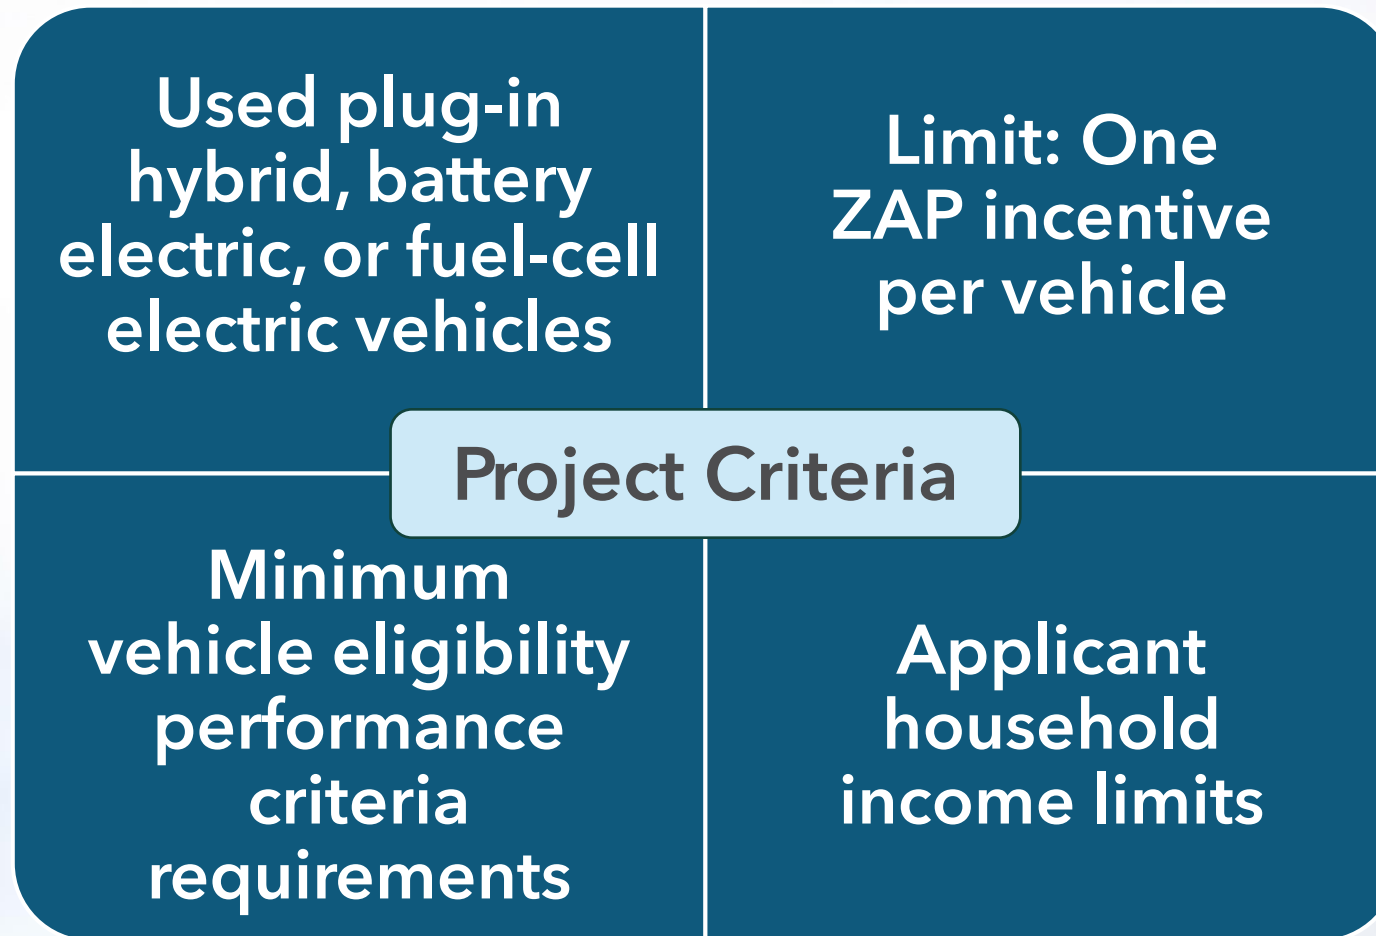 Used plug-in
hybrid, battery
electric, or fuel-cell
electric vehicles
Limit: One
ZAP incentive
per vehicle
Project Criteria
Minimum
vehicle eligibility
performance
criteria
requirements
Applicant
household
income limits